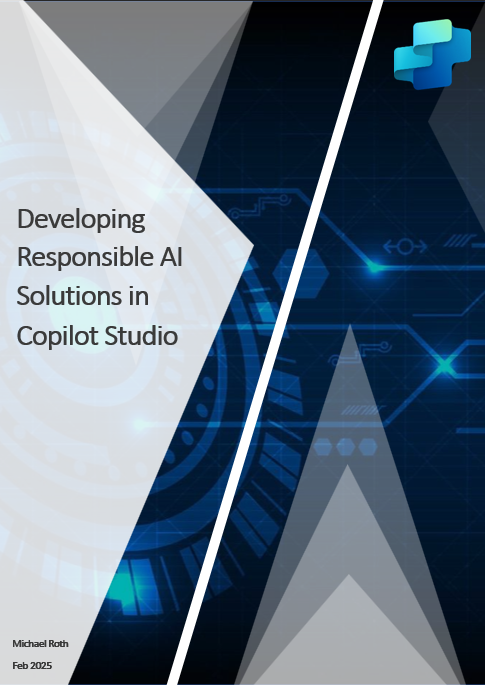 Developing
Responsible AI
Solutions in
Copilot Studio
Michael Roth
Feb 2025